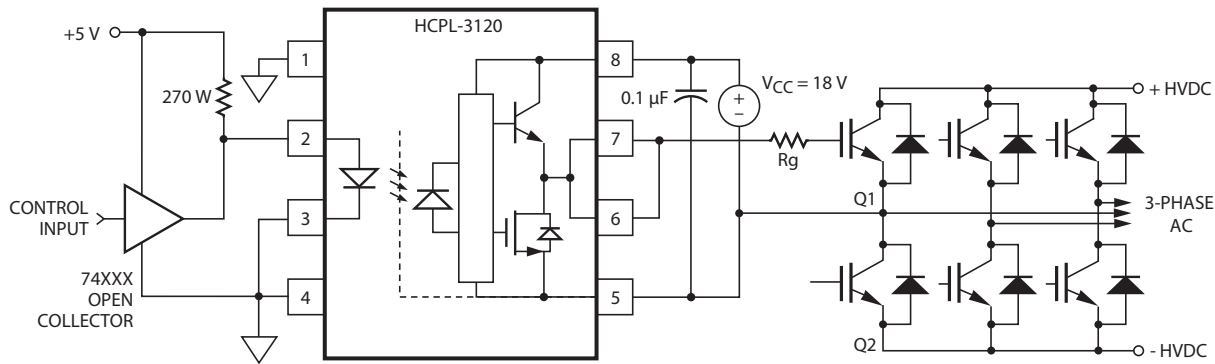 HCPL-3120
+5 V
270 W
1
2
3
4
8
7
6
5
0.1 µF
VCC = 18 V
+
−
Rg
+ HVDC
Q1
3-PHASE
AC
CONTROL
INPUT
74XXX
OPEN
COLLECTOR
Q2
- HVDC